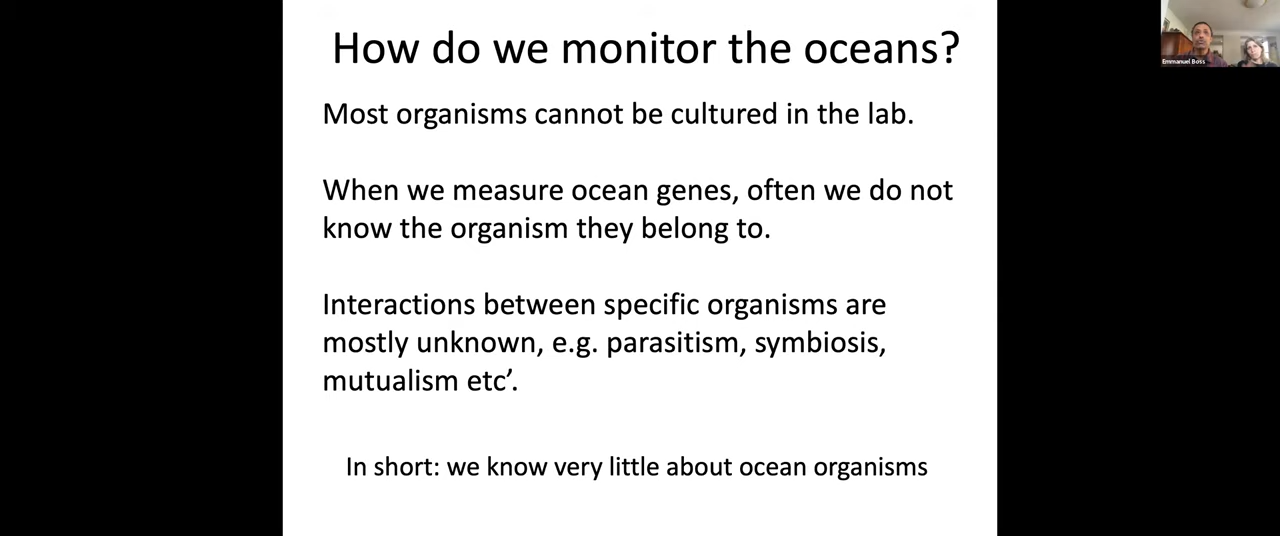 How do we monitor the oceans?
Most organisms cannot be cultured in the lab.
When we measure ocean genes, often we do not
know the organism they belong to.
Interactions between specific organisms are
mostly unknown, e.g. parasitism, symbiosis,
mutualism etc’.
In short: we know very little about ocean organisms
Emmanuel Boss